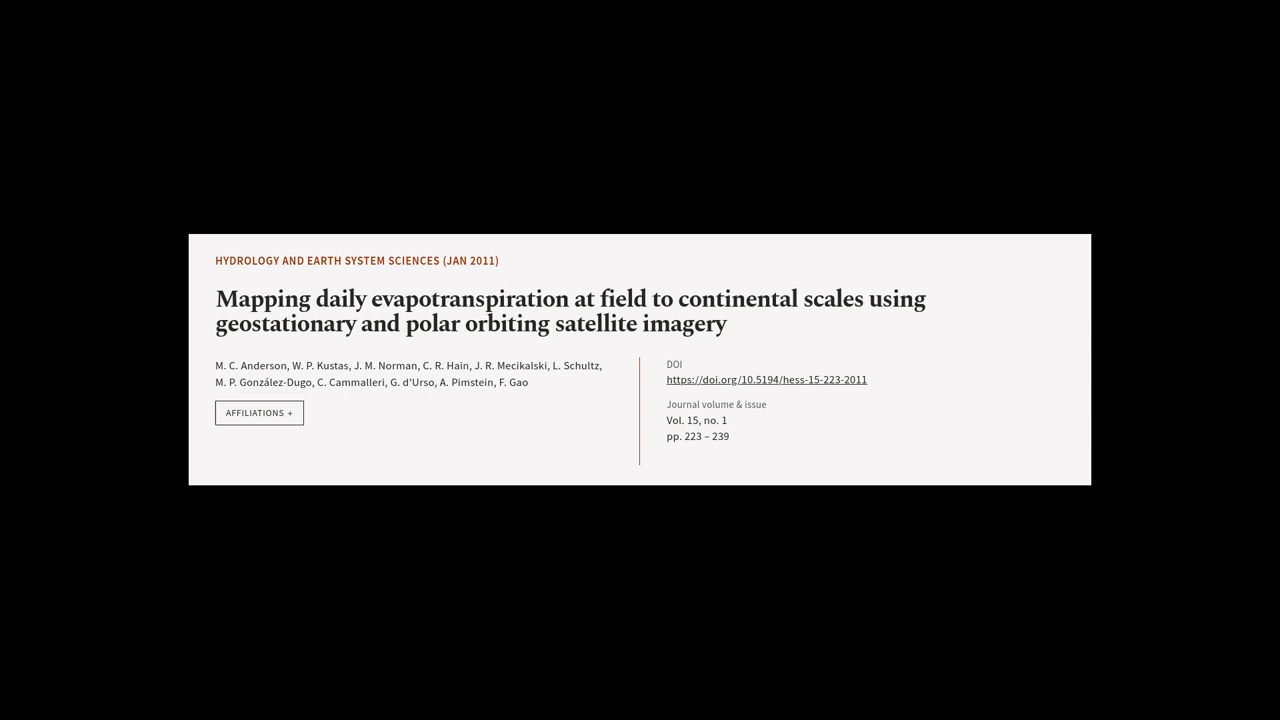 HYDROLOGY AND EARTH SYSTEM SCIENCES (JAN 2011)
Mapping daily evapotranspiration at field to continental scales using
geostationary and polar orbiting satellite imagery
M. C. Anderson, W. P. Kustas, J. M. Norman, C. R. Hain, J. R. Mecikalski, L. Schultz,
M. P. González-Dugo, C. Cammalleri, G. d'Urso, A. Pimstein, F. Gao
AFFILIATIONS +
DOI
https://doi.org/10.5194/hess-15-223-2011
Journal volume & issue
Vol. 15, no. 1
pp. 223 – 239